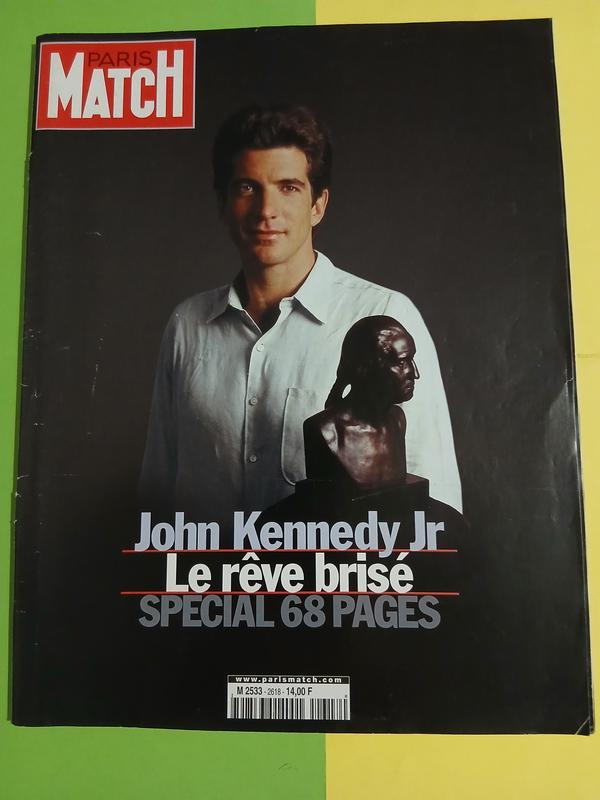 PARIS
MATCH
John Kennedy Jr
Le rêve brisé
SPECIAL 68 PAGES
www.parismatch.com
M 2533 - 2618 - 14,00 F